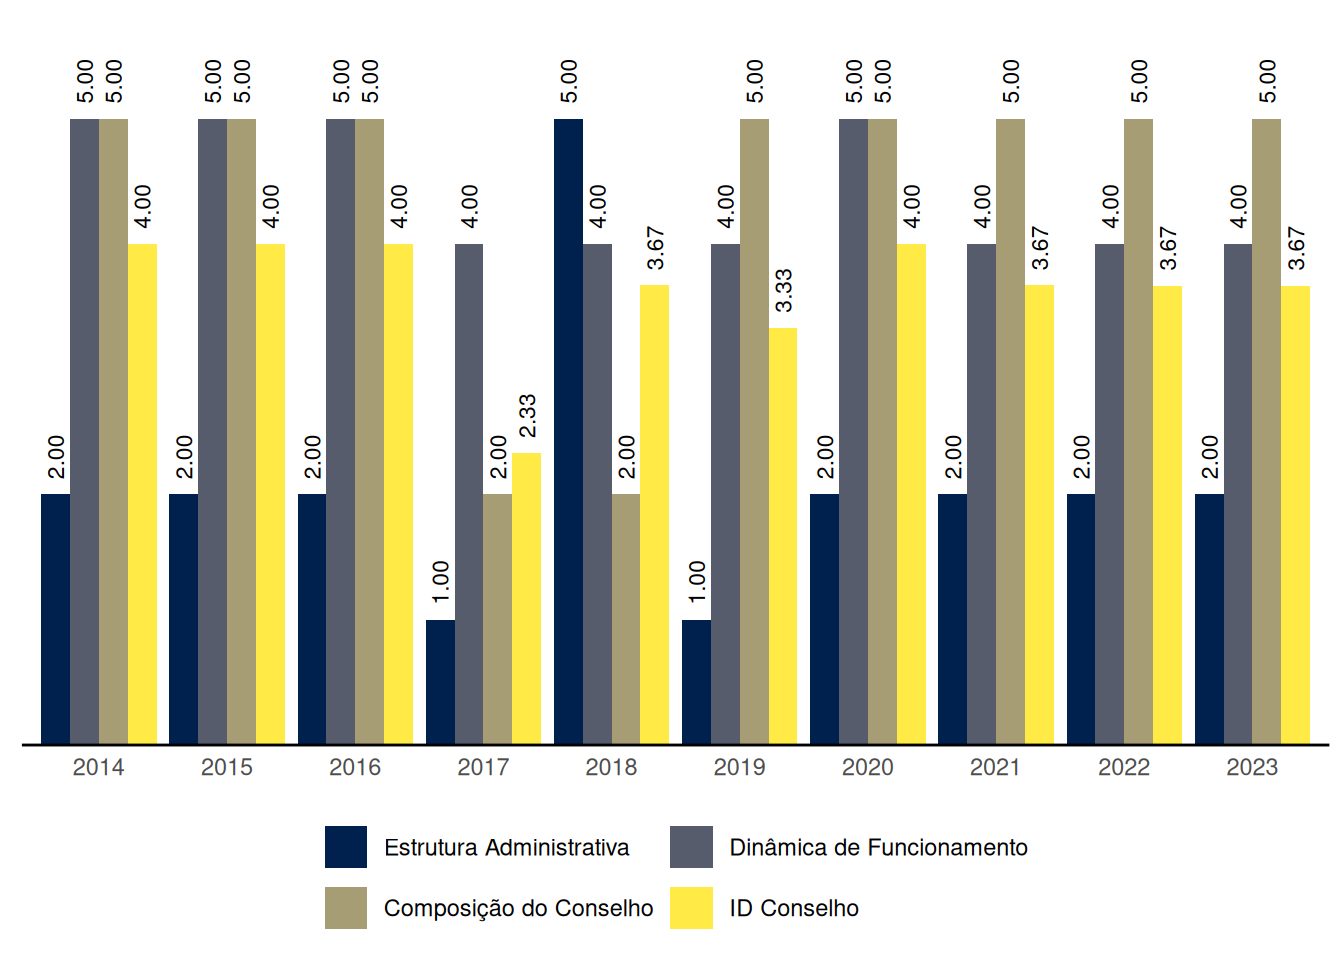 2.00 5.00 5.00 4.00
2.00 5.00 5.00 4.00
2.00 5.00 5.00 4.00
1.00 4.00 2.00 2.33
5.00 4.00 2.00 3.67
1.00 4.00 5.00 3.33
2.00 5.00 5.00 4.00
2.00 4.00 5.00 3.67
2.00 4.00 5.00 3.67
2.00 4.00 5.00 3.67
2014 2015 2016 2017 2018 2019 2020 2021 2022 2023
Estrutura Administrativa Dinâmica de Funcionamento
Composição do Conselho ID Conselho